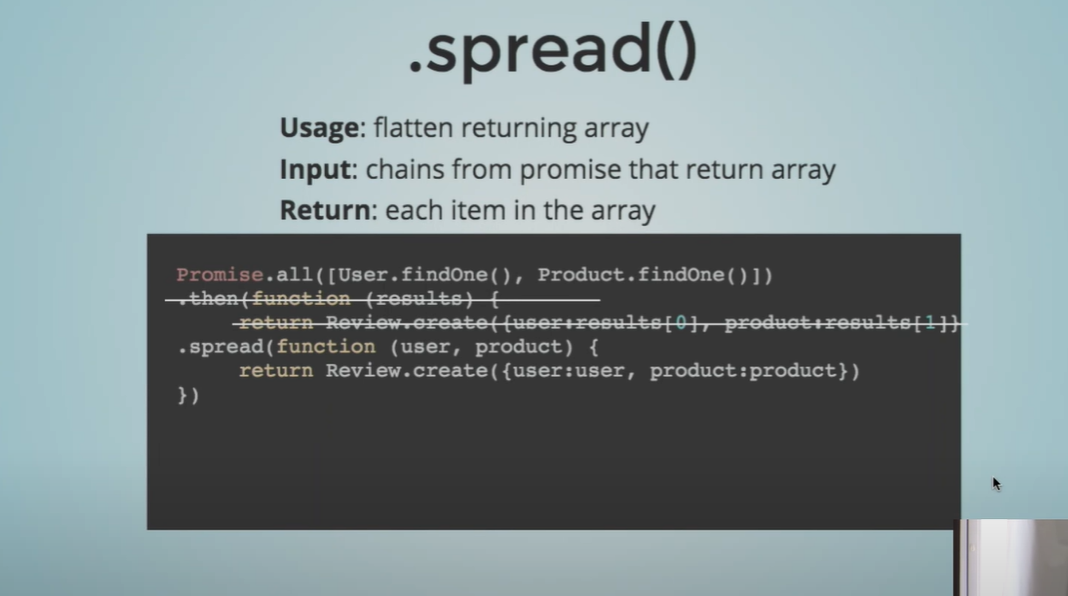 .spread()
Usage: flatten returning array
Input: chains from promise that return array
Return: each item in the array
Promise.all([User.findOne(), Product.findOne()])
.then(function (results) {
return Review.create({user:results[0], product:results[1]})
.spread(function (user, product) {
return Review.create({user:user, product:product})
})